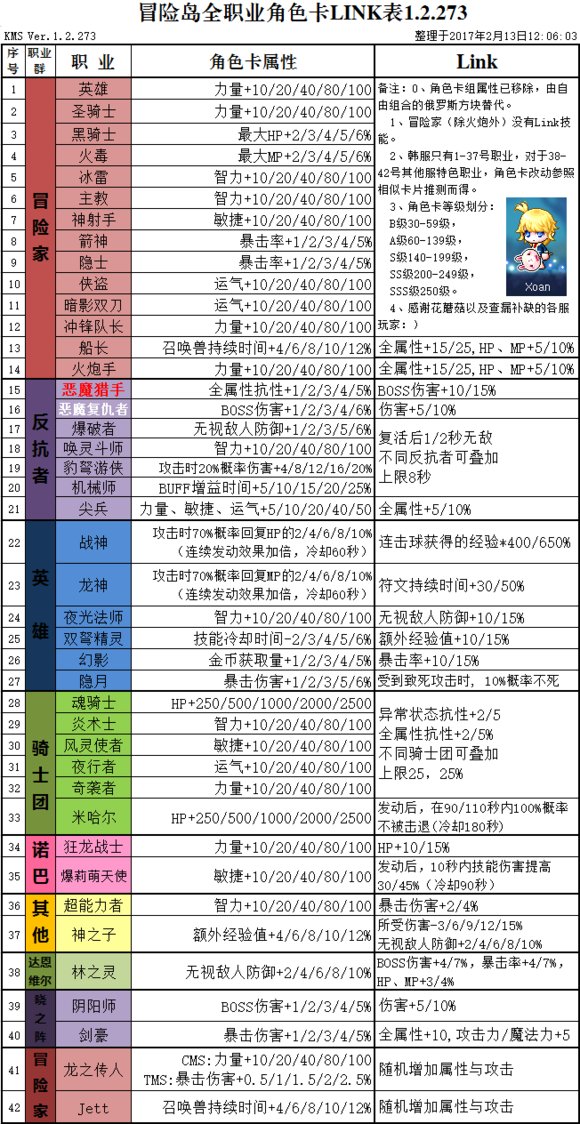 冒险岛全职业角色卡LINK表1.2.273
KMS Ver.1.2.273 整理于2017年2月13日12:06:03
序号 职业群 职 业 角色卡属性 Link
1 英雄 力量+10/20/40/80/100
2 圣骑士 力量+10/20/40/80/100
3 黑骑士 最大HP+2/3/4/5/6%
4 火毒 最大MP+2/3/4/5/6%
5 冰雷 智力+10/20/40/80/100
6 主教 智力+10/20/40/80/100
7 神射手 敏捷+10/20/40/80/100
8 箭神 暴击率+1/2/3/4/5%
9 隐士 暴击率+1/2/3/4/5%
10 侠盗 运气+10/20/40/80/100
11 暗影双刀 运气+10/20/40/80/100
12 冲锋队长 力量+10/20/40/80/100
冒险家
备注：0、角色卡组属性已移除，由自
由组合的俄罗斯方块替代。
1、冒险家（除火炮外）没有Link技
能。
2、韩服只有1-37号职业，对于38-
42号其他服特色职业，角色卡改动参照
相似卡片推测而得。
3、角色卡等级划分：
B级30-59级，
A级60-139级，
S级140-199级，
SS级200-249级，
SSS级250级。
Xoan
4、感谢花蘑菇以及查漏补缺的各服
玩家：）
13 船长 召唤兽持续时间+4/6/8/10/12% 全属性+15/25,HP、MP+5/10%
14 火炮手 力量+10/20/40/80/100 全属性+15/25,HP、MP+5/10%
反抗者
15 恶魔猎手 全属性抗性+1/2/3/4/5% BOSS伤害+10/15%
16 恶魔复仇者 BOSS伤害+1/2/3/4/6% 伤害+5/10%
17 爆破者 无视敌人防御+1/2/3/5/6%
18 唤灵斗师 智力+10/20/40/80/100
19 豹弩游侠 攻击时20%概率伤害+4/8/12/16/20%
20 机械师 BUFF增益时间+5/10/15/20/25%
复活后1/2秒无敌
不同反抗者可叠加
上限8秒
21 尖兵 力量、敏捷、运气+5/10/20/40/50 全属性+5/10%
英雄
22 战神 攻击时70%概率回复HP的2/4/6/8/10%
（连续发动效果加倍，冷却60秒） 连击球获得的经验*400/650%
23 龙神 攻击时70%概率回复MP的2/4/6/8/10%
（连续发动效果加倍，冷却60秒） 符文持续时间+30/50%
24 夜光法师 智力+10/20/40/80/100 无视敌人防御+10/15%
25 双弩精灵 技能冷却时间-2/3/4/5/6% 额外经验值+10/15%
26 幻影 金币获取量+1/2/3/4/5% 暴击率+10/15%
27 隐月 暴击伤害+1/2/3/5/6% 受到致死攻击时, 10%概率不死
骑士团
28 魂骑士 HP+250/500/1000/2000/2500
29 炎术士 智力+10/20/40/80/100
30 风灵使者 敏捷+10/20/40/80/100
31 夜行者 运气+10/20/40/80/100
32 奇袭者 力量+10/20/40/80/100
异常状态抗性+2/5
全属性抗性+2/5%
不同骑士团可叠加
上限25，25%
33 米哈尔 HP+250/500/1000/2000/2500 发动后，在90/110秒内100%概率
不被击退(冷却180秒)
诺巴
34 狂龙战士 力量+10/20/40/80/100 HP+10/15%
35 爆莉萌天使 敏捷+10/20/40/80/100 发动后，10秒内技能伤害提高
30/45%（冷却90秒）
其他
36 超能力者 智力+10/20/40/80/100 暴击伤害+2/4%
37 神之子 额外经验值+4/6/8/10/12% 所受伤害-3/6/9/12/15%
无视敌人防御+2/4/6/8/10%
38 达恩维尔 林之灵 无视敌人防御+2/4/6/8/10% BOSS伤害+4/7%，暴击率+4/7%，
HP、MP+3/4%
晓之阵
39 阴阳师 BOSS伤害+1/2/3/4/5% 伤害+5/10%
40 剑豪 暴击伤害+1/2/3/4/5% 全属性+10,攻击力/魔法力+5
冒险家
41 龙之传人 CMS:力量+10/20/40/80/100
TMS:暴击伤害+0.5/1/1.5/2/2.5% 随机增加属性与攻击
42 Jett 召唤兽持续时间+4/6/8/10/12% 随机增加属性与攻击